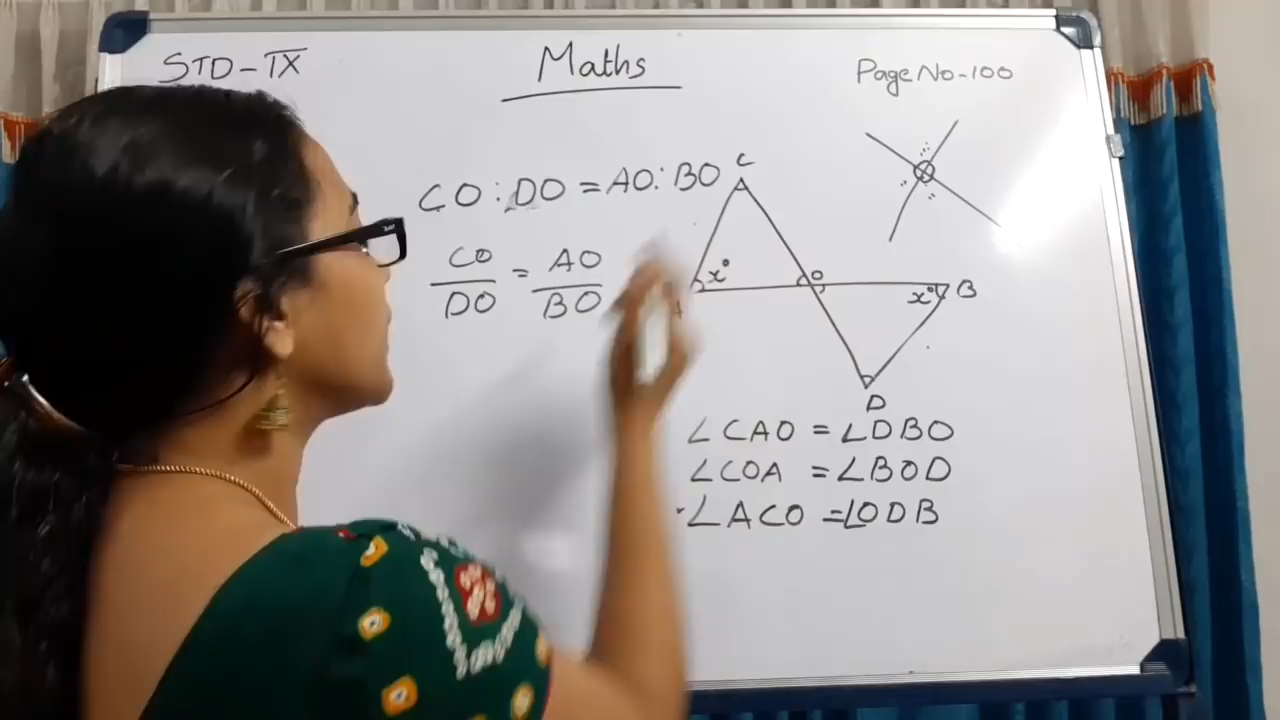 STD-IX
Maths
Page No-100
CO:DO = AO:BO
CO/DO = AO/BO
C
x°
O
x°
B
A
D
∠CAO = ∠DBO
∠COA = ∠BOD
∠ACO = ∠ODB